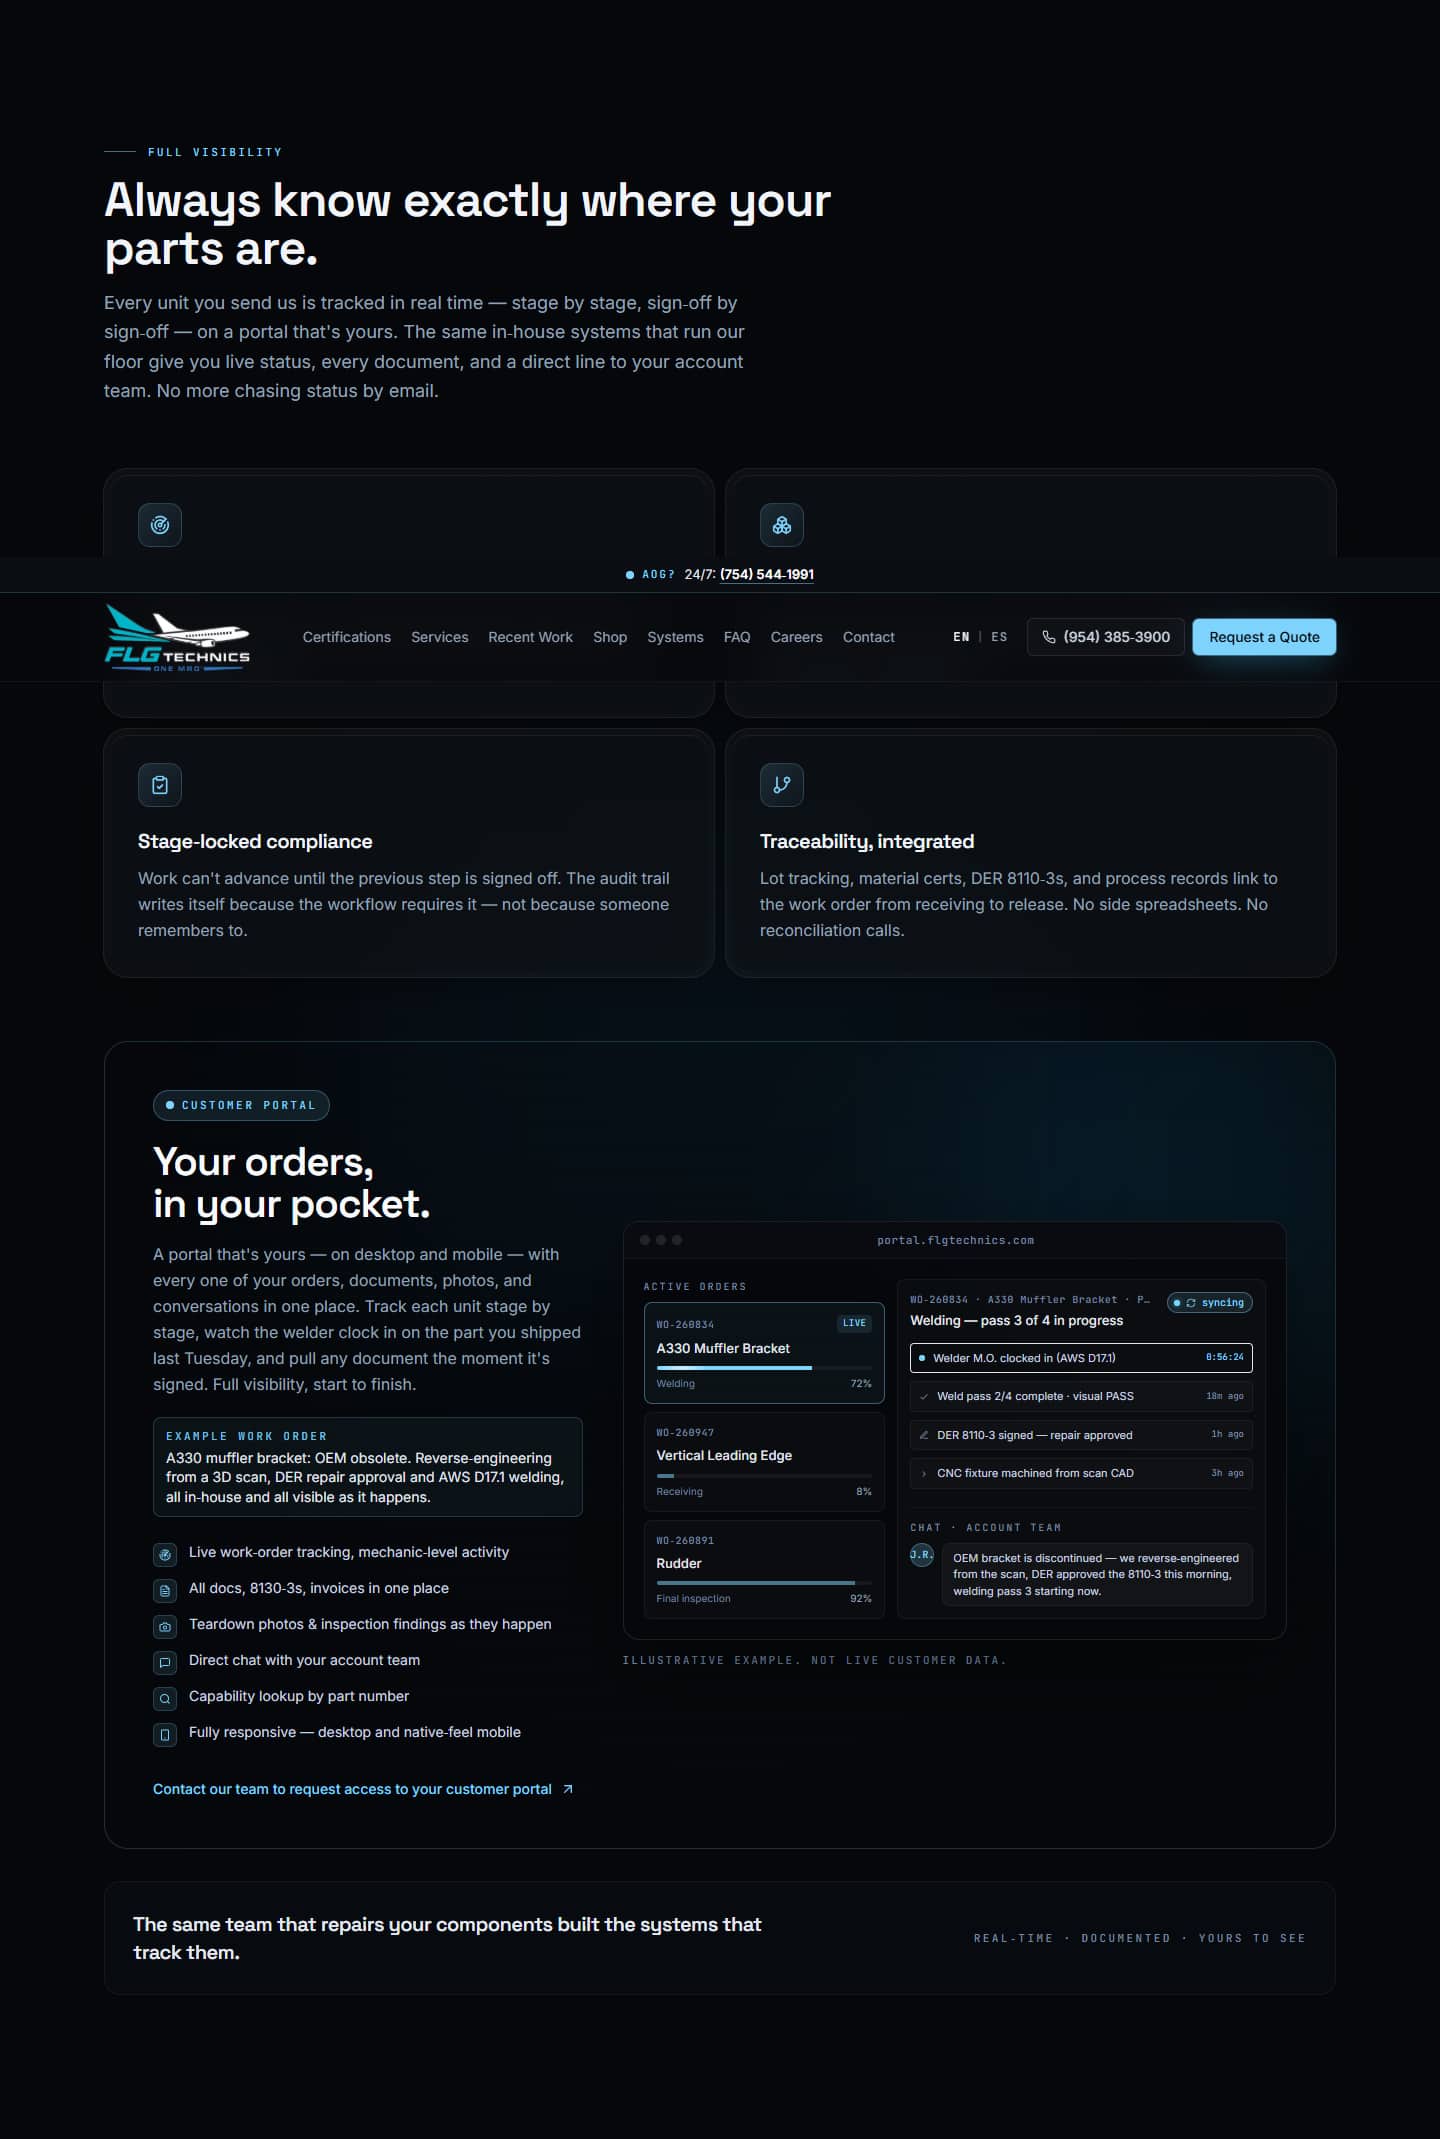 FULL VISIBILITY
Always know exactly where your
parts are.
Every unit you send us is tracked in real time — stage by stage, sign-off by
sign-off — on a portal that's yours. The same in-house systems that run our
floor give you live status, every document, and a direct line to your account
team. No more chasing status by email.
AOG? 24/7: (754) 544-1991
FLG TECHNICS
ONE MRO
Certifications Services Recent Work Shop Systems FAQ Careers Contact
EN | ES
(954) 385-3900
Request a Quote
Stage-locked compliance
Work can't advance until the previous step is signed off. The audit trail
writes itself because the workflow requires it — not because someone
remembers to.
Traceability, integrated
Lot tracking, material certs, DER 8110-3s, and process records link to
the work order from receiving to release. No side spreadsheets. No
reconciliation calls.
CUSTOMER PORTAL
Your orders,
in your pocket.
A portal that's yours — on desktop and mobile — with
every one of your orders, documents, photos, and
conversations in one place. Track each unit stage by
stage, watch the welder clock in on the part you shipped
last Tuesday, and pull any document the moment it's
signed. Full visibility, start to finish.
EXAMPLE WORK ORDER
A330 muffler bracket: OEM obsolete. Reverse-engineering
from a 3D scan, DER repair approval and AWS D17.1 welding,
all in-house and all visible as it happens.
Live work-order tracking, mechanic-level activity
All docs, 8130-3s, invoices in one place
Teardown photos & inspection findings as they happen
Direct chat with your account team
Capability lookup by part number
Fully responsive — desktop and native-feel mobile
Contact our team to request access to your customer portal
portal.flgtechnics.com
ACTIVE ORDERS
WO-260834 LIVE
A330 Muffler Bracket
Welding 72%
WO-260947
Vertical Leading Edge
Receiving 8%
WO-260891
Rudder
Final inspection 92%
WO-260834 · A330 Muffler Bracket · P…
syncing
Welding — pass 3 of 4 in progress
Welder M.O. clocked in (AWS D17.1) 0:56:24
Weld pass 2/4 complete · visual PASS 18m ago
DER 8110-3 signed — repair approved 1h ago
CNC fixture machined from scan CAD 3h ago
CHAT · ACCOUNT TEAM
J.R.
OEM bracket is discontinued — we reverse-engineered
from the scan, DER approved the 8110-3 this morning,
welding pass 3 starting now.
ILLUSTRATIVE EXAMPLE. NOT LIVE CUSTOMER DATA.
The same team that repairs your components built the systems that
track them.
REAL-TIME · DOCUMENTED · YOURS TO SEE